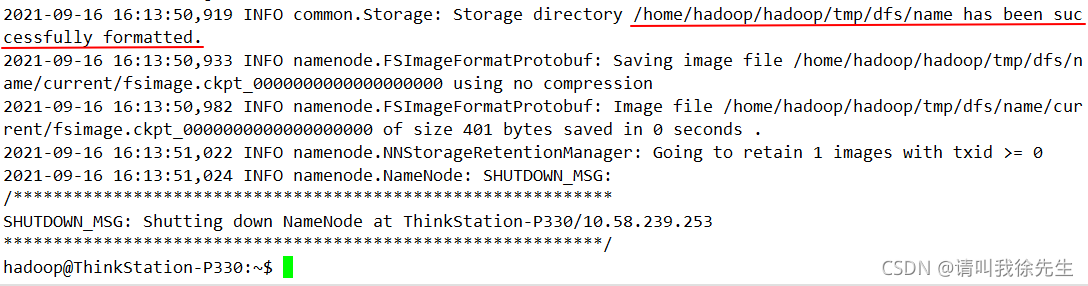 2021-09-16 16:13:50,919 INFO common.Storage: Storage directory /home/hadoop/hadoop/tmp/dfs/name has been suc
cessfully formatted.
2021-09-16 16:13:50,933 INFO namenode.FSImageFormatProtobuf: Saving image file /home/hadoop/hadoop/tmp/dfs/n
ame/current/fsimage.ckpt_0000000000000000000 using no compression
2021-09-16 16:13:50,982 INFO namenode.FSImageFormatProtobuf: Image file /home/hadoop/hadoop/tmp/dfs/name/cur
rent/fsimage.ckpt_0000000000000000000 of size 401 bytes saved in 0 seconds .
2021-09-16 16:13:51,022 INFO namenode.NNStorageRetentionManager: Going to retain 1 images with txid >= 0
2021-09-16 16:13:51,024 INFO namenode.NameNode: SHUTDOWN_MSG:
/************************************************************
SHUTDOWN_MSG: Shutting down NameNode at ThinkStation-P330/10.58.239.253
************************************************************/
hadoop@ThinkStation-P330:~$
CSDN @请叫我徐先生